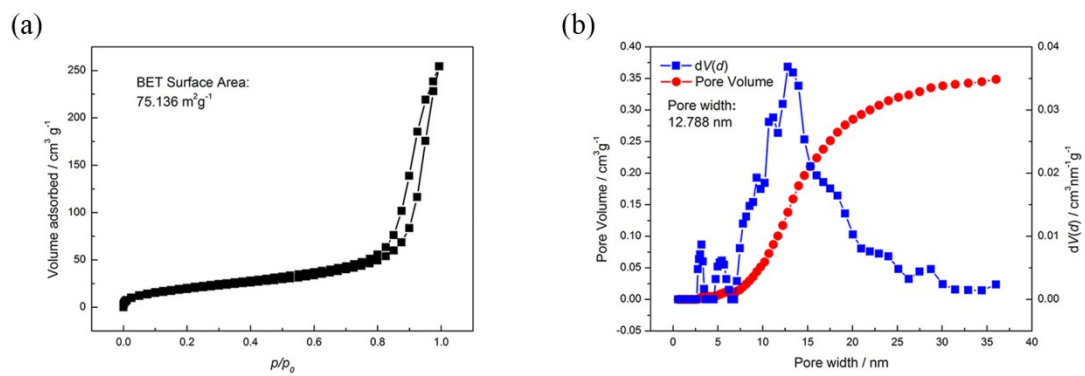 (a)
250
200
150
100
50
0
Volume adsorbed / cm³ g⁻¹
BET Surface Area:
75.136 m²g⁻¹
0.0 0.2 0.4 0.6 0.8 1.0
p/p₀
(b)
0.40
0.35
0.30
0.25
0.20
0.15
0.10
0.05
0.00
-0.05
Pore Volume / cm³g⁻¹
dV(d)
Pore Volume
Pore width:
12.788 nm
0.04
0.03
0.02
0.01
0.00
dV(d) / cm³nm⁻¹g⁻¹
0 5 10 15 20 25 30 35 40
Pore width / nm